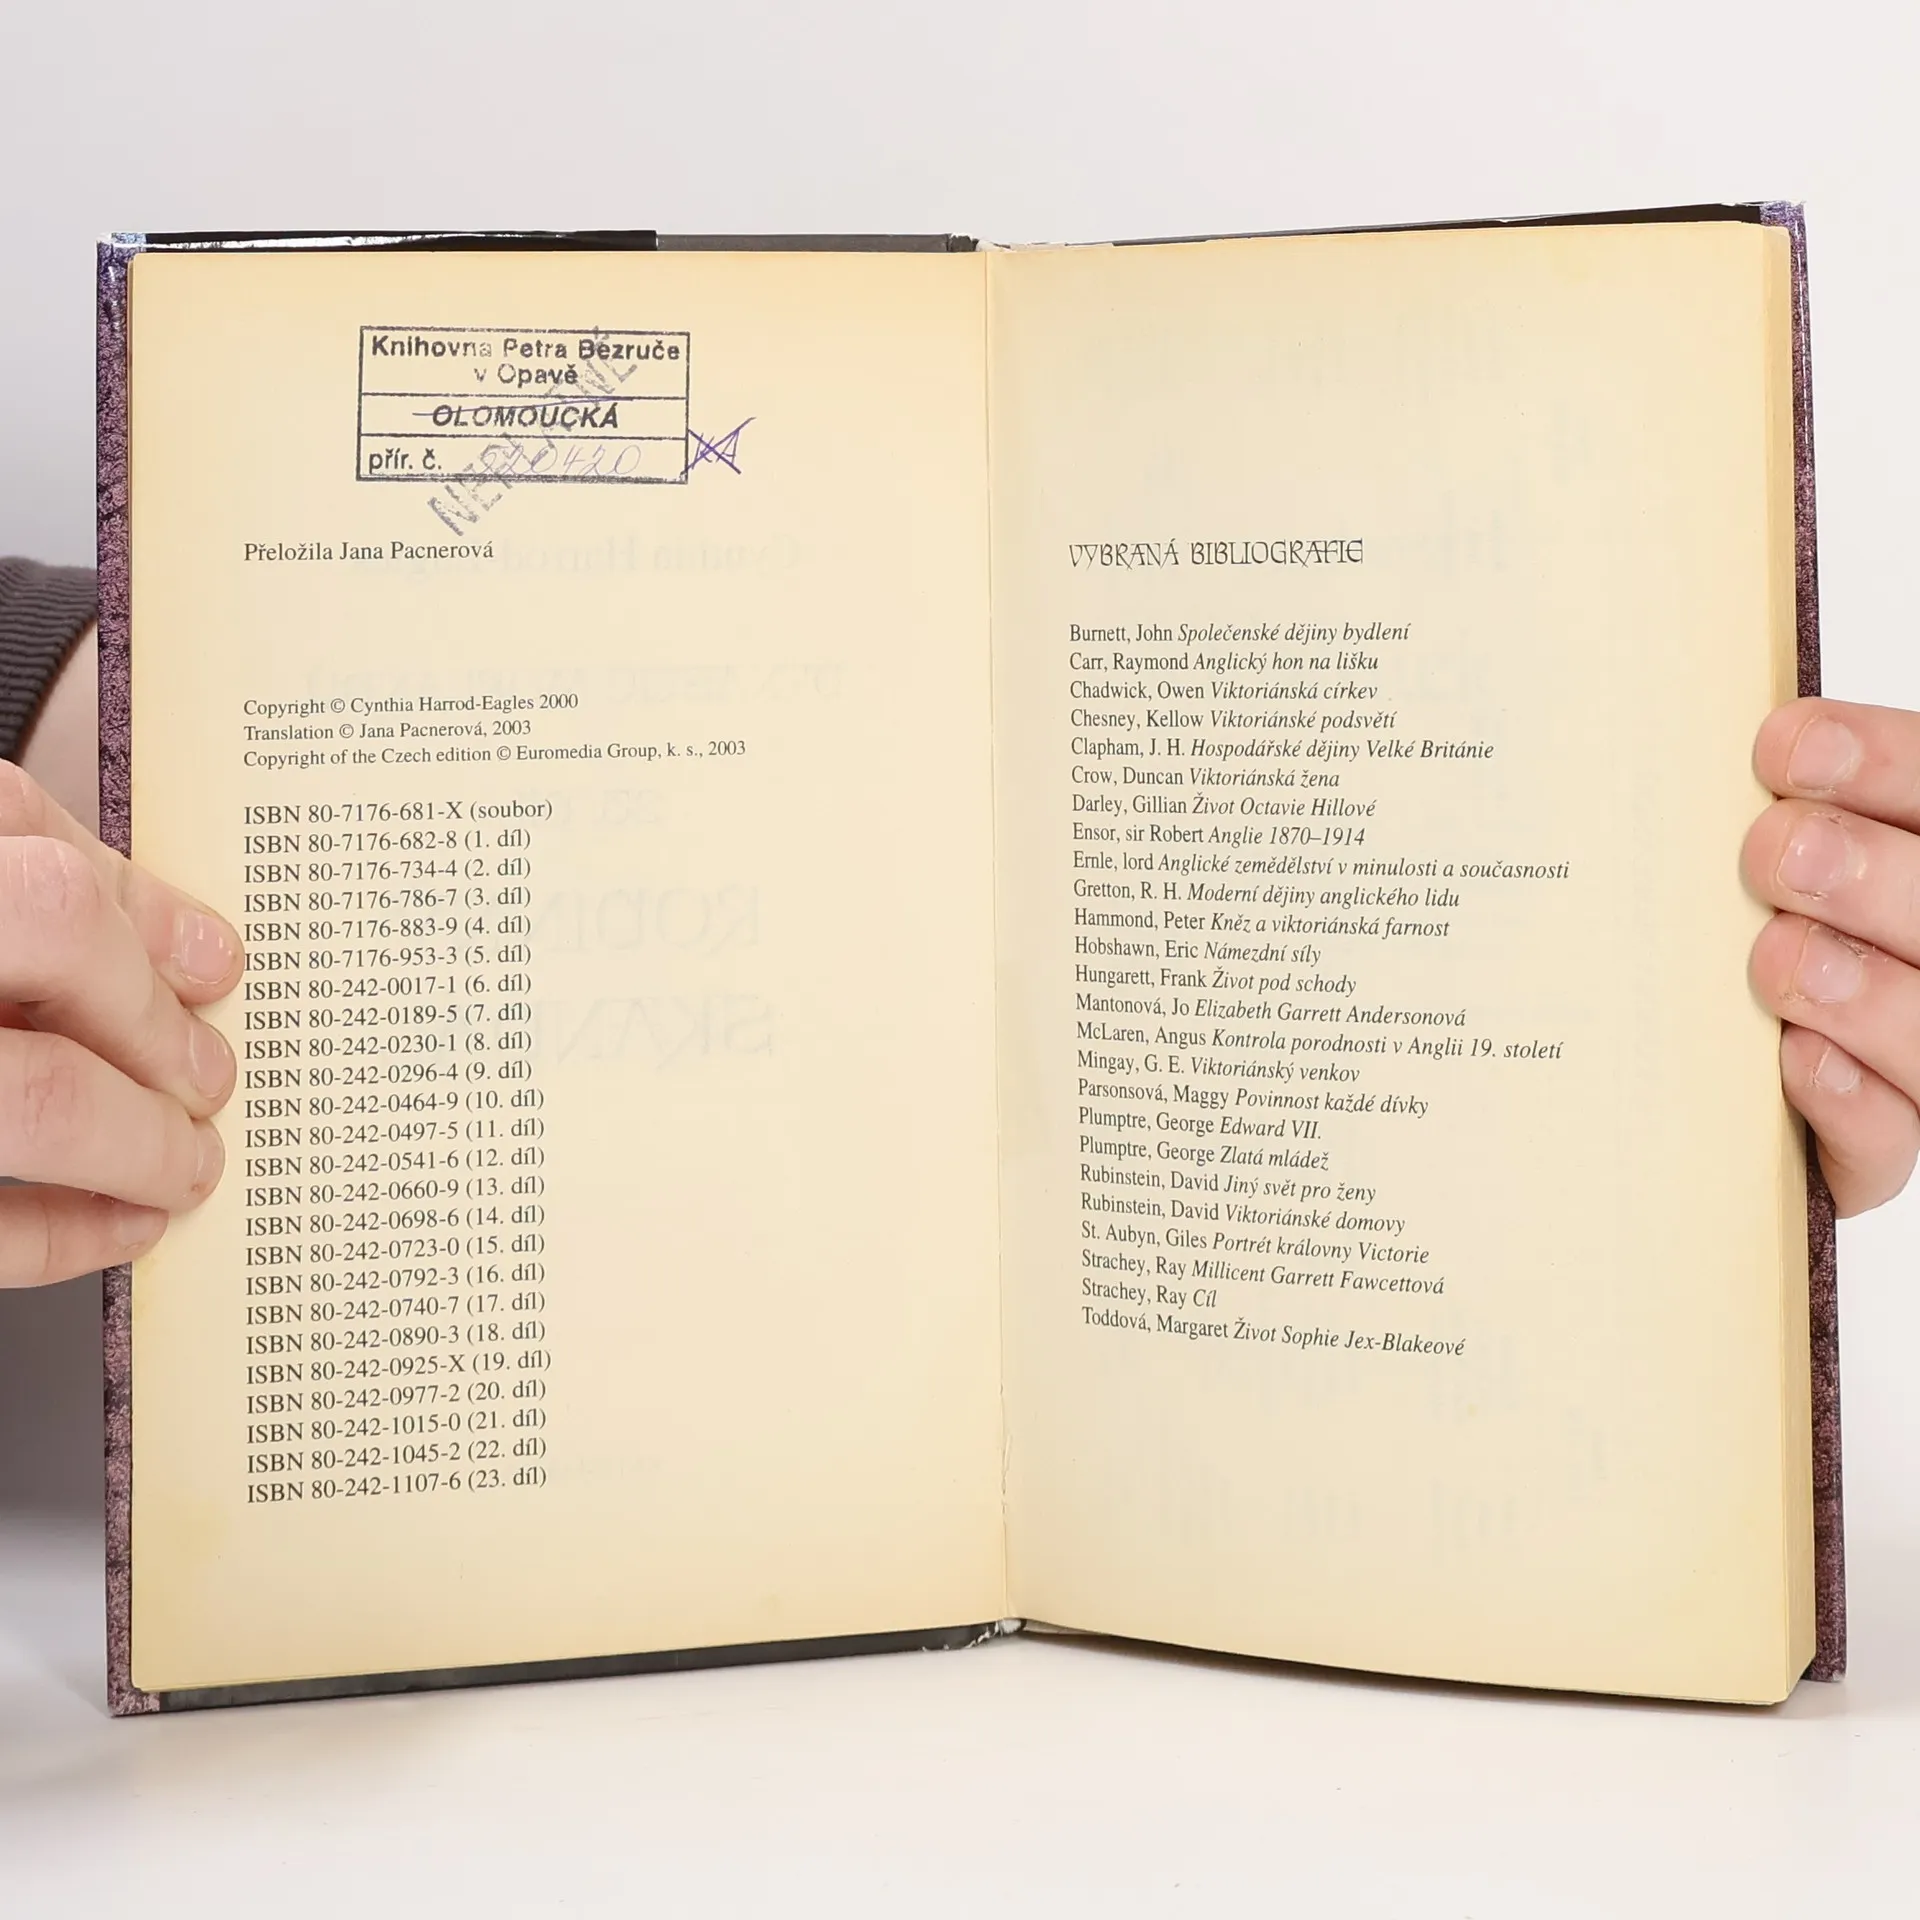 Knihovna Petra Bezruče
v Opavě
OLOMOUCKÁ
přír. č. 220420
Přeložila Jana Pacnerová
Copyright © Cynthia Harrod-Eagles 2000
Translation © Jana Pacnerová, 2003
Copyright of the Czech edition © Euromedia Group, k. s., 2003
ISBN 80-7176-681-X (soubor)
ISBN 80-7176-682-8 (1. díl)
ISBN 80-7176-734-4 (2. díl)
ISBN 80-7176-786-7 (3. díl)
ISBN 80-7176-883-9 (4. díl)
ISBN 80-7176-953-3 (5. díl)
ISBN 80-242-0017-1 (6. díl)
ISBN 80-242-0189-5 (7. díl)
ISBN 80-242-0230-1 (8. díl)
ISBN 80-242-0296-4 (9. díl)
ISBN 80-242-0464-9 (10. díl)
ISBN 80-242-0497-5 (11. díl)
ISBN 80-242-0541-6 (12. díl)
ISBN 80-242-0660-9 (13. díl)
ISBN 80-242-0698-6 (14. díl)
ISBN 80-242-0723-0 (15. díl)
ISBN 80-242-0792-3 (16. díl)
ISBN 80-242-0740-7 (17. díl)
ISBN 80-242-0890-3 (18. díl)
ISBN 80-242-0925-X (19. díl)
ISBN 80-242-0977-2 (20. díl)
ISBN 80-242-1015-0 (21. díl)
ISBN 80-242-1045-2 (22. díl)
ISBN 80-242-1107-6 (23. díl)
VYBRANÁ BIBLIOGRAFIE
Burnett, John Společenské dějiny bydlení
Carr, Raymond Anglický hon na lišku
Chadwick, Owen Viktoriánská církev
Chesney, Kellow Viktoriánské podsvětí
Clapham, J. H. Hospodářské dějiny Velké Británie
Crow, Duncan Viktoriánská žena
Darley, Gillian Život Octavie Hillové
Ensor, sir Robert Anglie 1870–1914
Ernle, lord Anglické zemědělství v minulosti a současnosti
Gretton, R. H. Moderní dějiny anglického lidu
Hammond, Peter Kněz a viktoriánská farnost
Hobshawn, Eric Námezdní síly
Hungarett, Frank Život pod schody
Mantonová, Jo Elizabeth Garrett Andersonová
McLaren, Angus Kontrola porodnosti v Anglii 19. století
Mingay, G. E. Viktoriánský venkov
Parsonsová, Maggy Povinnost každé dívky
Plumptre, George Edward VII.
Plumptre, George Zlatá mládež
Rubinstein, David Jiný svět pro ženy
Rubinstein, David Viktoriánské domovy
St. Aubyn, Giles Portrét královny Victorie
Strachey, Ray Millicent Garrett Fawcettová
Strachey, Ray Cíl
Toddová, Margaret Život Sophie Jex-Blakeové